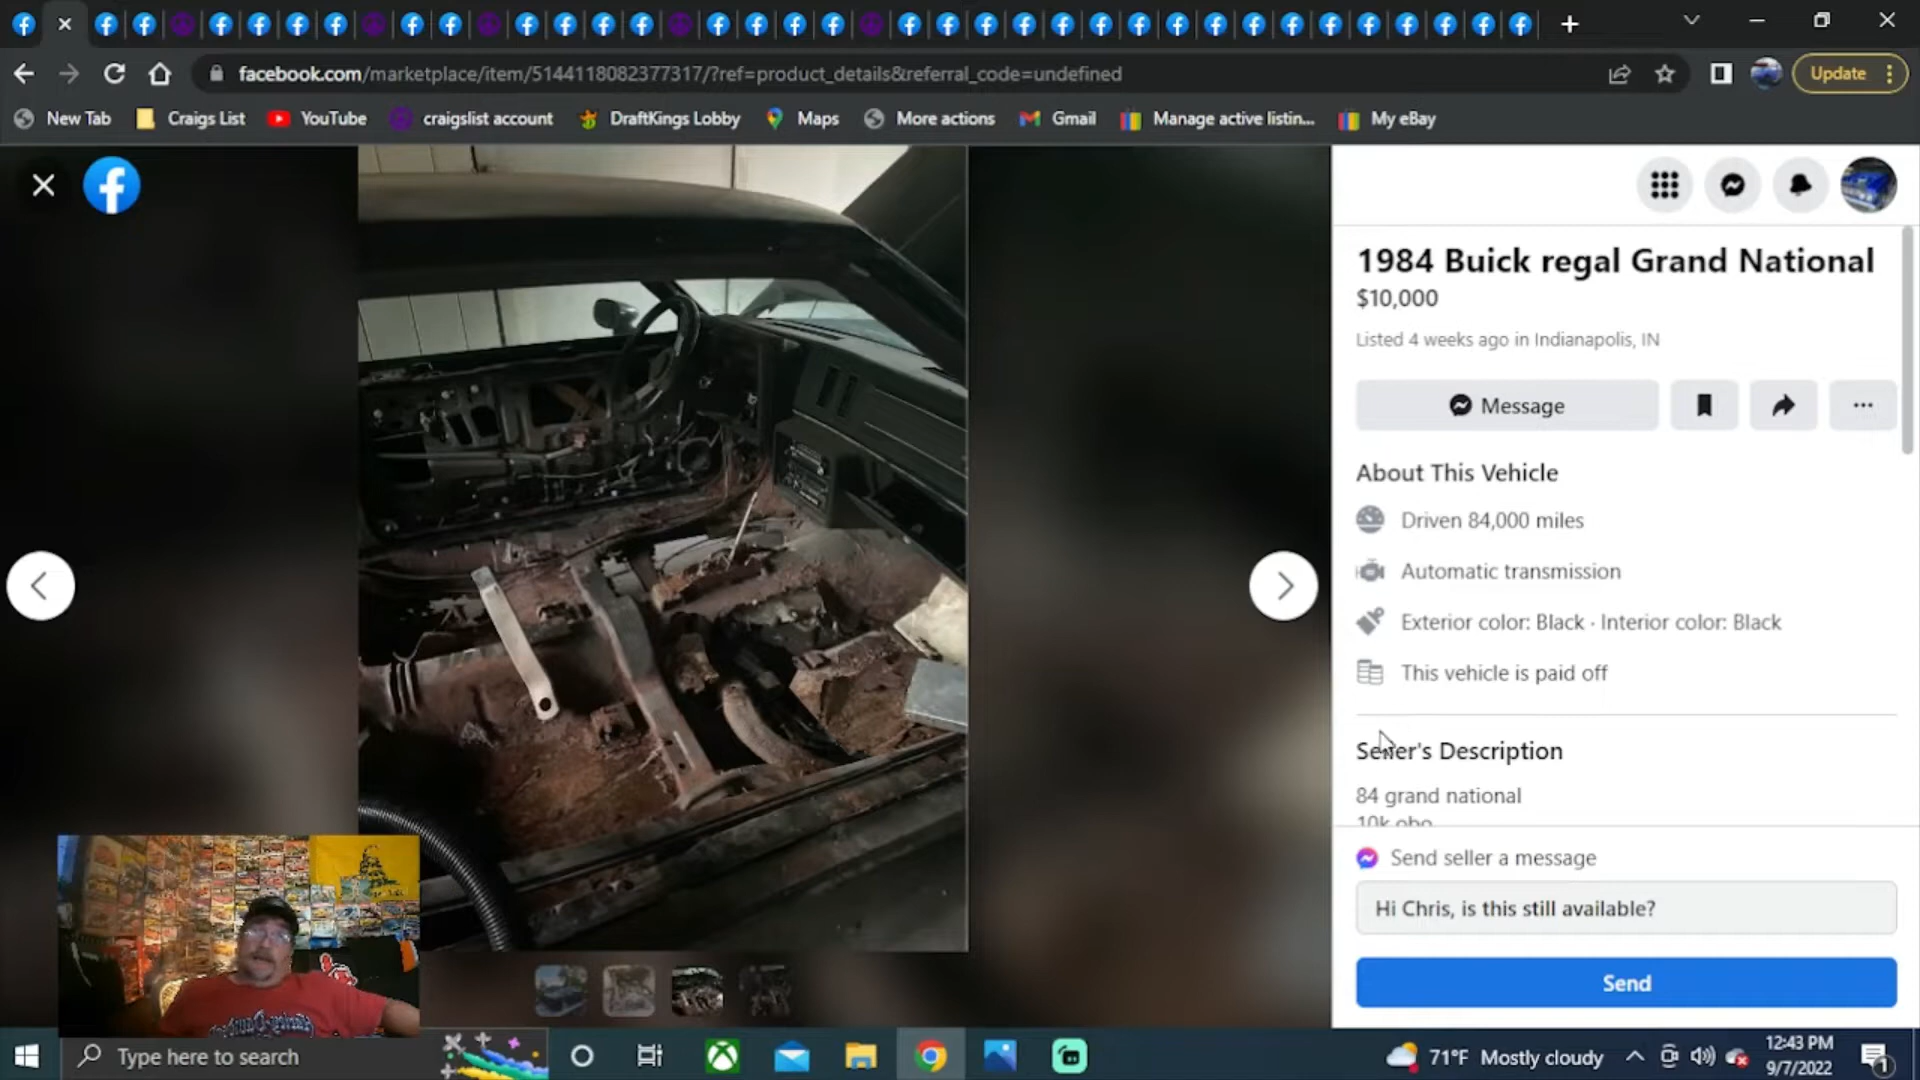 facebook.com/marketplace/item/5144118082377317/?ref=product_details&referral_code=undefined
Update
New Tab
Craigs List
YouTube
craigslist account
DraftKings Lobby
Maps
More actions
Gmail
Manage active listin...
My eBay
1984 Buick regal Grand National
$10,000
Listed 4 weeks ago in Indianapolis, IN
Message
About This Vehicle
Driven 84,000 miles
Automatic transmission
Exterior color: Black · Interior color: Black
This vehicle is paid off
Seller's Description
84 grand national
10k obo
Send seller a message
Hi Chris, is this still available?
Send
Type here to search
71°F Mostly cloudy
12:43 PM
9/7/2022
1